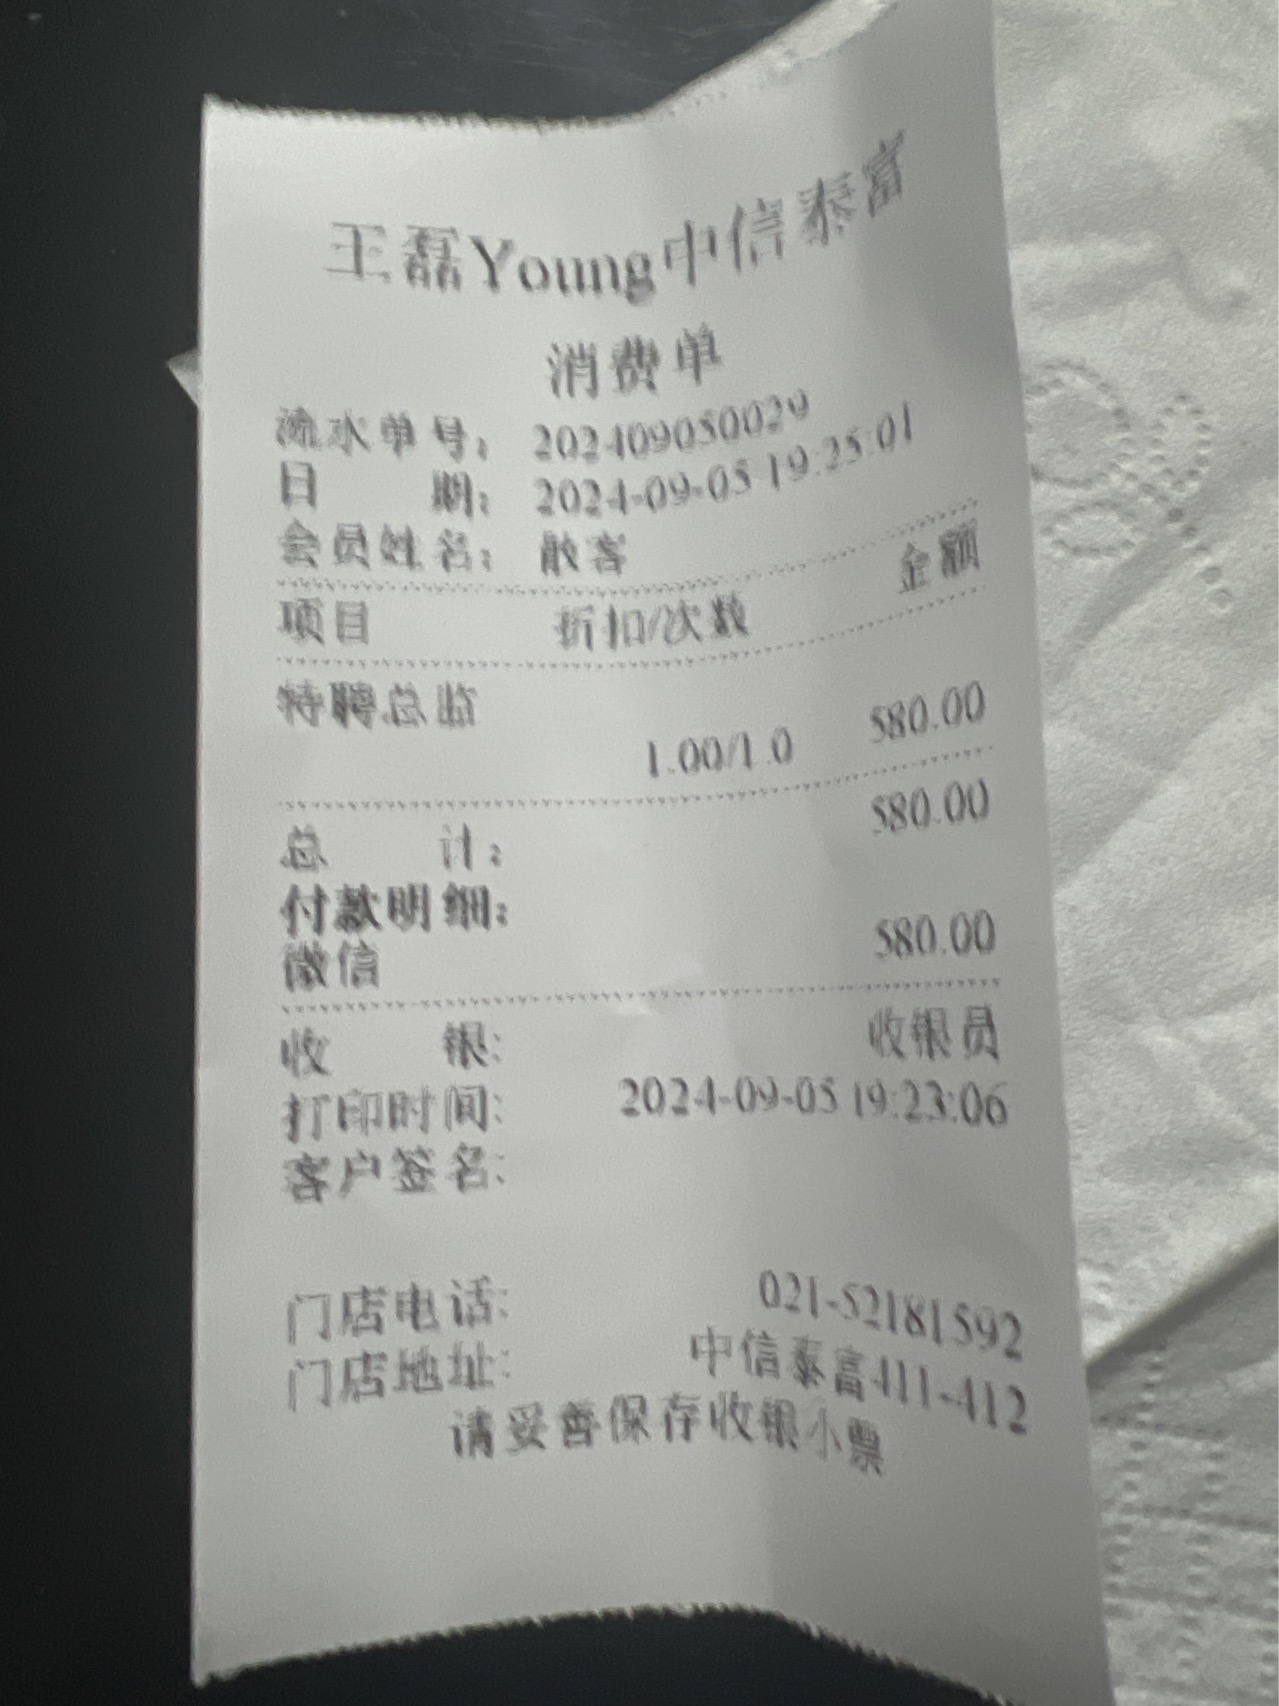 王磊Young中信泰富
消费单
流水单号： 202409050029
日 期： 2024-09-05 19:25:01
会员姓名： 散客
项目 折扣/次数 金额
特聘总监
1.00/1.0 580.00
总 计： 580.00
付款明细：
微信 580.00
收 银: 收银员
打印时间: 2024-09-05 19:23:06
客户签名:
门店电话: 021-52181592
门店地址: 中信泰富411-412
请妥善保存收银小票